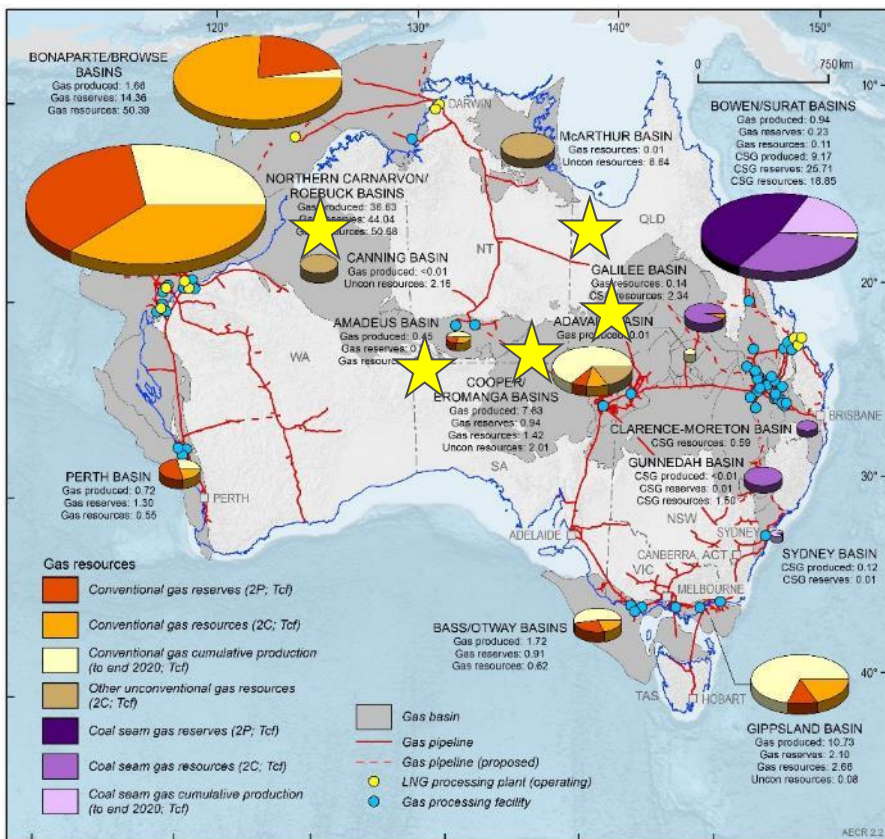 120°
130°
140°
150°
BONAPARTE/BROWSE
BASINS
Gas produced: 1.66
Gas reserves: 14.36
Gas resources: 50.39
0
750 km
DARWIN
BOWEN/SURAT BASINS
Gas produced: 0.94
Gas reserves: 0.23
Gas resources: 0.11
CSG produced: 9.17
CSG reserves: 25.71
CSG resources: 18.85
10°
McARTHUR BASIN
Gas resources: 0.01
Uncon resources: 6.64
NORTHERN CARNARVON/
ROEBUCK BASINS
Gas produced: 36.63
Gas reserves: 44.04
Gas resources: 50.68
QLD
NT
CANNING BASIN
Gas produced: <0.01
Uncon resources: 2.16
GALILEE BASIN
Gas resources: 0.14
CSG resources: 2.34
20°
AMADEUS BASIN
Gas produced: 0.45
Gas reserves:
Gas resources:
BASIN
0.01
WA
COOPER/
EROMANGA BASINS
Gas produced: 7.63
Gas reserves: 0.94
Gas resources: 1.42
Uncon resources: 2.01
BRISBANE
CLARENCE-MORETON BASIN
CSG resources: 0.59
SA
GUNNEDAH BASIN
CSG produced: <0.01
CSG reserves: 0.01
CSG resources: 1.50
30°
PERTH BASIN
Gas produced: 0.72
Gas reserves: 1.30
Gas resources: 0.55
PERTH
NSW
SYDNEY
ADELAIDE
CANBERRA, ACT
SYDNEY BASIN
CSG produced: 0.12
CSG reserves: 0.01
VIC
MELBOURNE
Gas resources
Conventional gas reserves (2P; Tcf)
Conventional gas resources (2C; Tcf)
Conventional gas cumulative production
(to end 2020; Tcf)
Other unconventional gas resources
(2C; Tcf)
Coal seam gas reserves (2P; Tcf)
Coal seam gas resources (2C; Tcf)
Coal seam gas cumulative production
(to end 2020; Tcf)
BASS/OTWAY BASINS
Gas produced: 1.72
Gas reserves: 0.91
Gas resources: 0.62
40°
TAS
HOBART
Gas basin
Gas pipeline
Gas pipeline (proposed)
LNG processing plant (operating)
Gas processing facility
GIPPSLAND BASIN
Gas produced: 10.73
Gas reserves: 2.10
Gas resources: 2.66
Uncon resources: 0.08
AECR 2.2